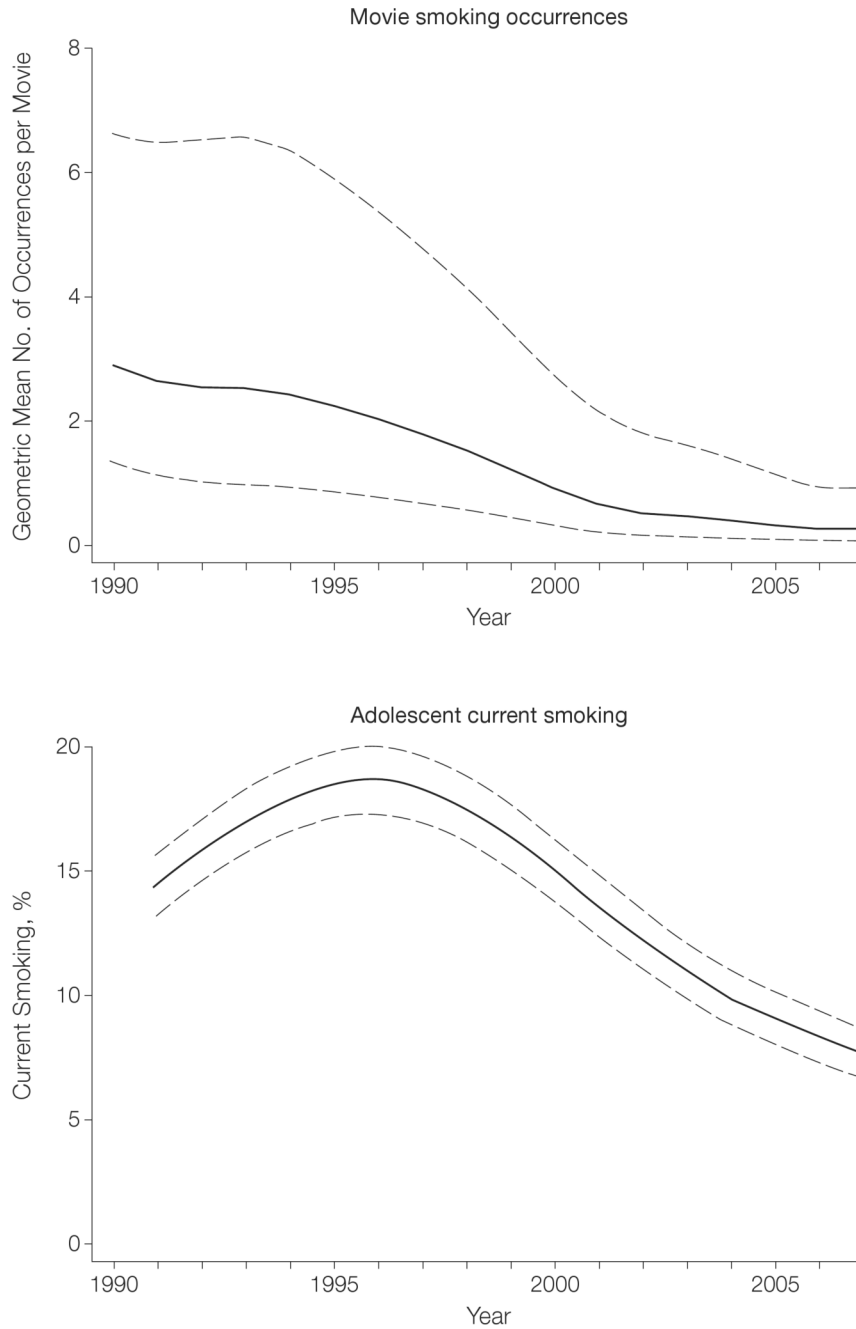 Movie smoking occurrences
Geometric Mean No. of Occurrences per Movie
8
6
4
2
0
1990 1995 2000 2005
Year
Adolescent current smoking
Current Smoking, %
20
15
10
5
0
1990 1995 2000 2005
Year